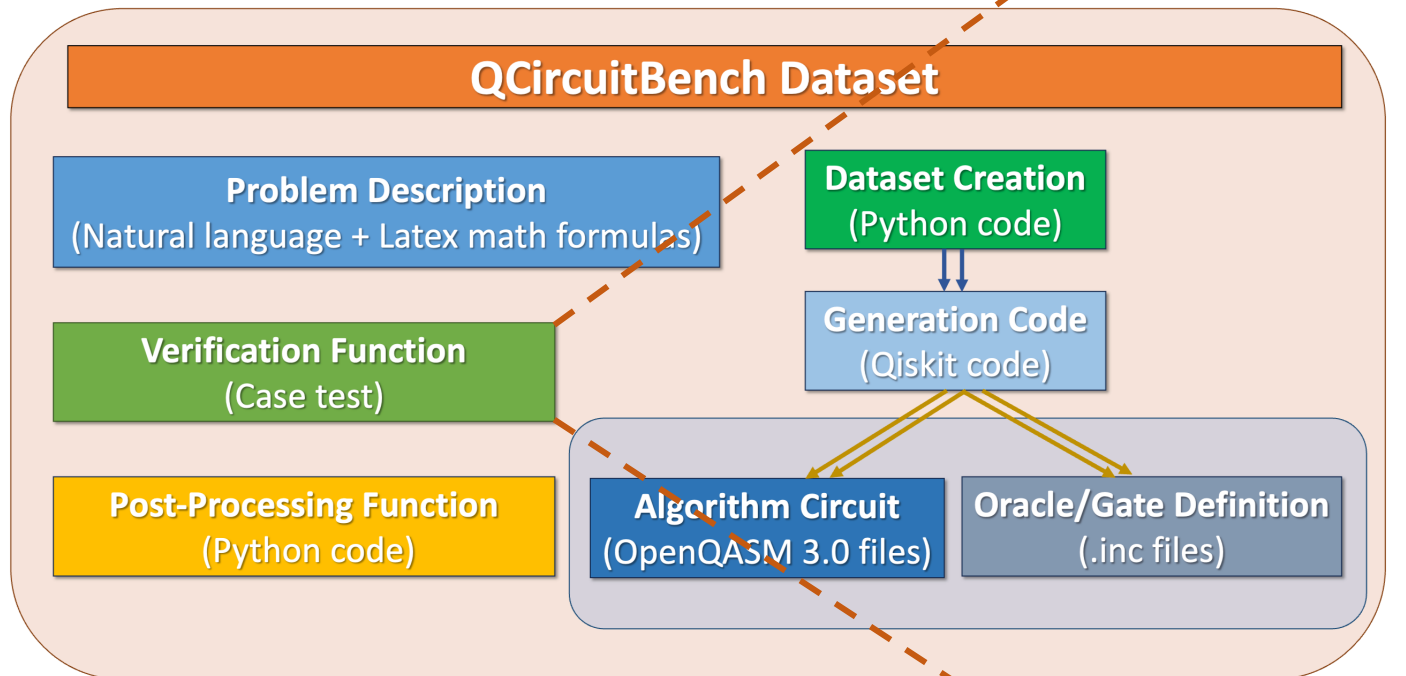 QCircuitBench Dataset
Problem Description
(Natural language + Latex math formulas)
Dataset Creation
(Python code)
Generation Code
(Qiskit code)
Verification Function
(Case test)
Post-Processing Function
(Python code)
Algorithm Circuit
(OpenQASM 3.0 files)
Oracle/Gate Definition
(.inc files)